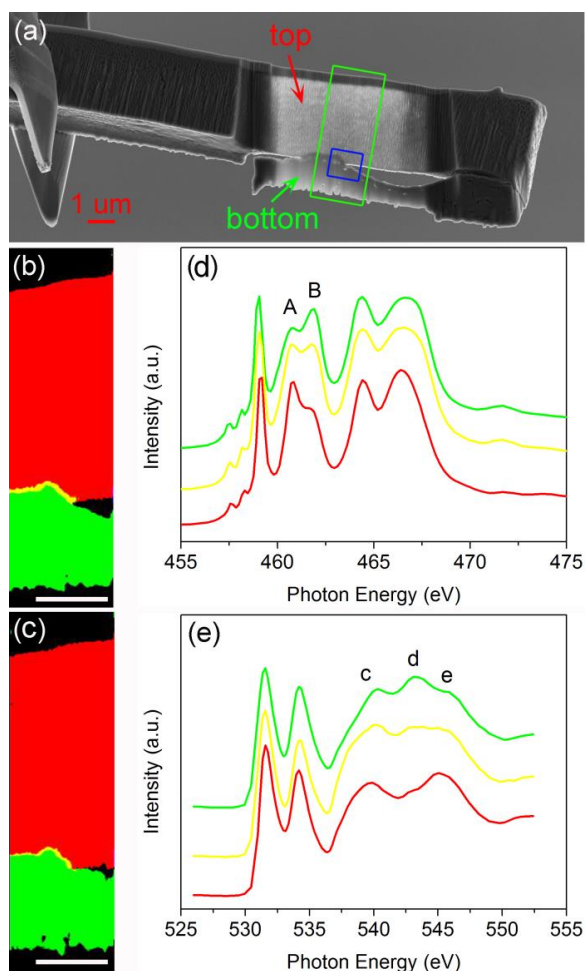 (a)
top
bottom
1 um
(b)
(c)
(d)
A
B
Intensity (a.u.)
455 460 465 470 475
Photon Energy (eV)
(e)
c
d
e
Intensity (a.u.)
525 530 535 540 545 550 555
Photon Energy (eV)